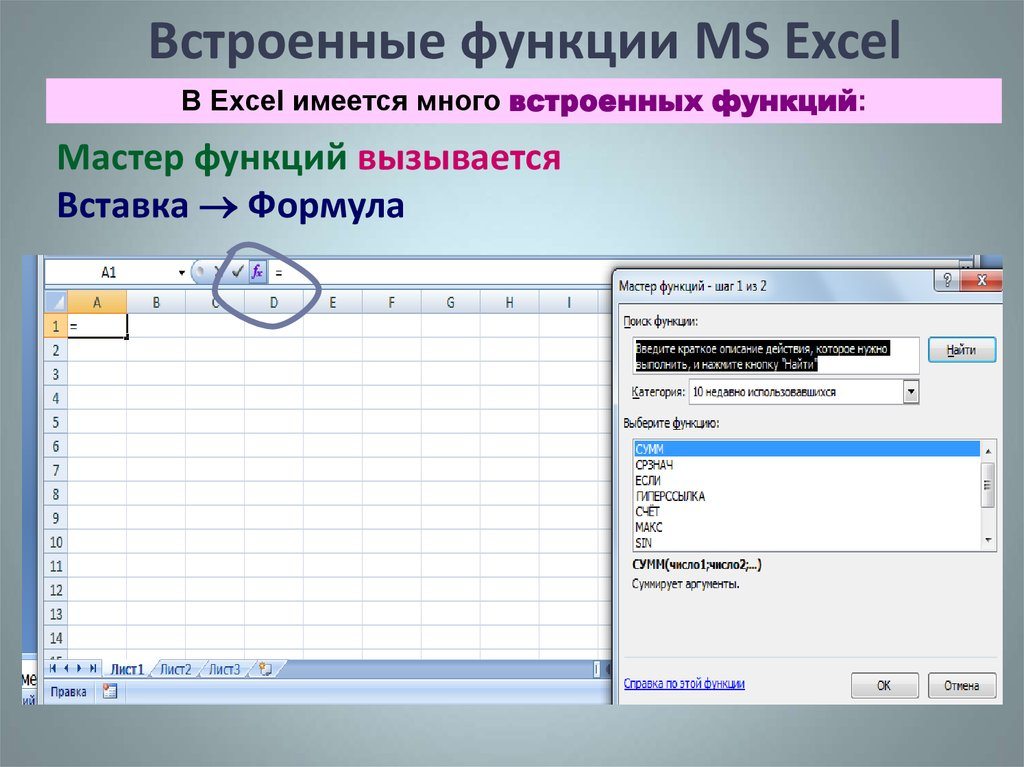 Встроенные функции MS Excel
В Excel имеется много встроенных функций:
Мастер функций вызывается
Вставка → Формула
A1 fx =
A B C D E F G H I
1 =
2
3
4
5
6
7
8
9
10
11
12
13
14
15
Лист1 Лист2 Лист3
Правка
Мастер функций - шаг 1 из 2
Поиск функции:
Введите краткое описание действия, которое нужно
выполнить, и нажмите кнопку "Найти"
Найти
Категория: 10 недавно использовавшихся
Выберите функцию:
СУММ
СРЗНАЧ
ЕСЛИ
ГИПЕРССЫЛКА
СЧЁТ
МАКС
SIN
СУММ(число1;число2;...)
Суммирует аргументы.
Справка по этой функции
ОК
Отмена